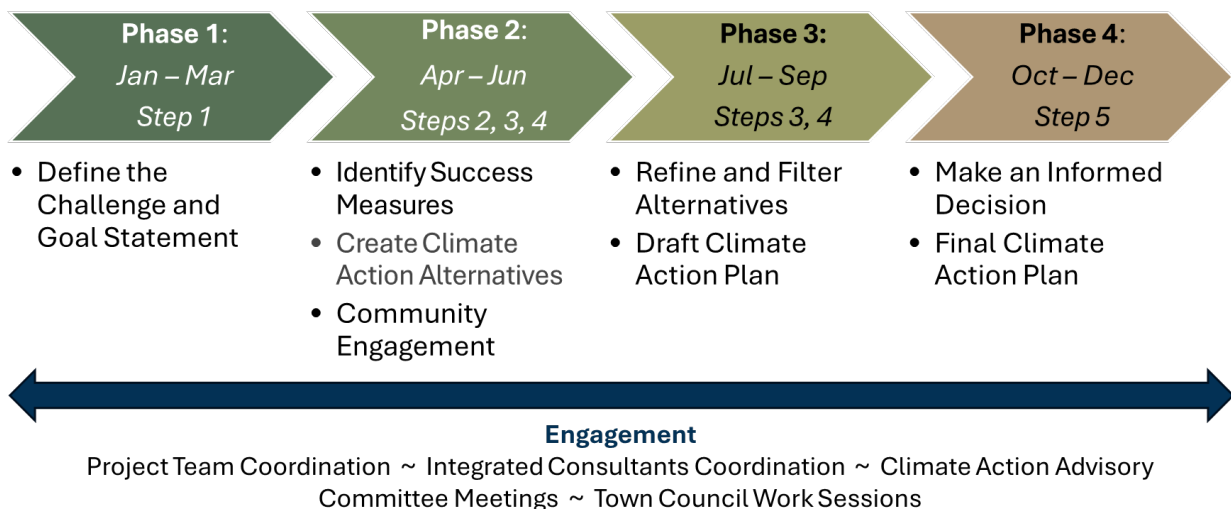 Phase 1:
Jan – Mar
Step 1
Phase 2:
Apr – Jun
Steps 2, 3, 4
Phase 3:
Jul – Sep
Steps 3, 4
Phase 4:
Oct – Dec
Step 5
• Define the
Challenge and
Goal Statement
• Identify Success
Measures
• Create Climate
Action Alternatives
• Community
Engagement
• Refine and Filter
Alternatives
• Draft Climate
Action Plan
• Make an Informed
Decision
• Final Climate
Action Plan
Engagement
Project Team Coordination ~ Integrated Consultants Coordination ~ Climate Action Advisory
Committee Meetings ~ Town Council Work Sessions